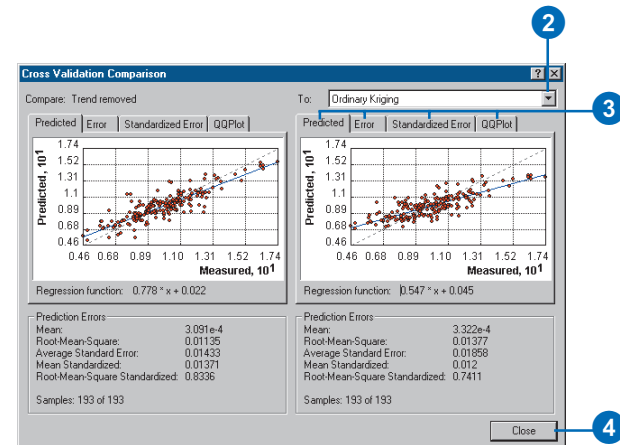 2
Cross Validation Comparison
Compare: Trend removed
To: Ordinary Kriging
3
Predicted Error Standardized Error QQPlot
1.74
1.52
1.31
1.1
0.89
0.68
0.46
Predicted, 10¹
0.46 0.68 0.89 1.10 1.31 1.52 1.74
Measured, 10¹
Regression function: 0.778 * x + 0.022
Prediction Errors
Mean: 3.091e-4
Root-Mean-Square: 0.01135
Average Standard Error: 0.01433
Mean Standardized: 0.01371
Root-Mean-Square Standardized: 0.8336
Samples: 193 of 193
Predicted Error Standardized Error QQPlot
1.74
1.52
1.31
1.1
0.89
0.68
0.46
Predicted, 10¹
0.46 0.68 0.89 1.10 1.31 1.52 1.74
Measured, 10¹
Regression function: 0.547 * x + 0.045
Prediction Errors
Mean: 3.322e-4
Root-Mean-Square: 0.01377
Average Standard Error: 0.01858
Mean Standardized: 0.012
Root-Mean-Square Standardized: 0.7411
Samples: 193 of 193
Close
4